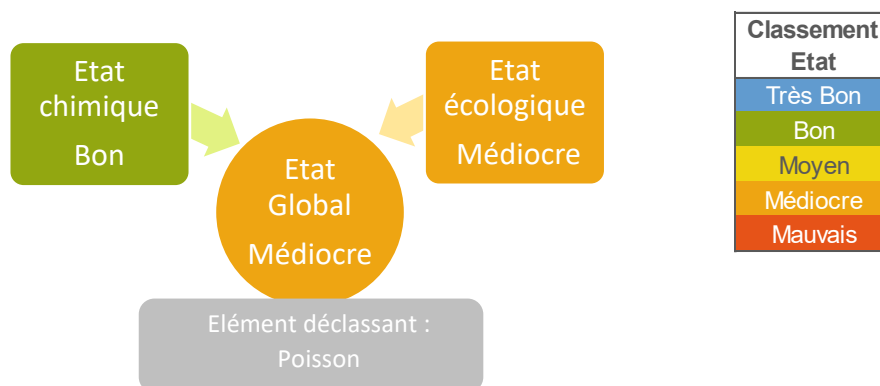 Etat
chimique
Bon
Etat
écologique
Médiocre
Etat
Global
Médiocre
Elément déclassant :
Poisson
Classement
Etat
Très Bon
Bon
Moyen
Médiocre
Mauvais